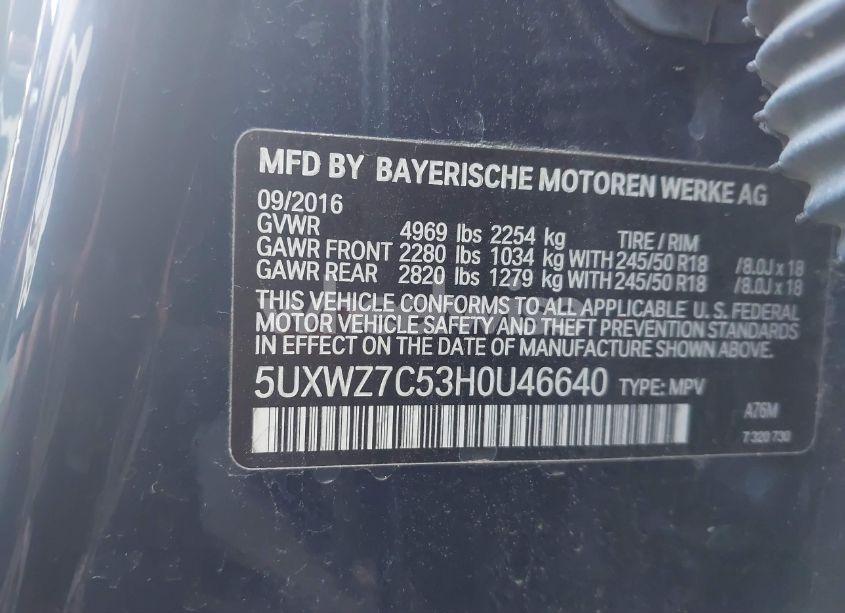 MFD BY BAYERISCHE MOTOREN WERKE AG
09/2016
GVWR 4969 lbs 2254 kg TIRE / RIM
GAWR FRONT 2280 lbs 1034 kg WITH 245/50 R18 /8.0J x 18
GAWR REAR 2820 lbs 1279 kg WITH 245/50 R18 /8.0J x 18
THIS VEHICLE CONFORMS TO ALL APPLICABLE U.S. FEDERAL
MOTOR VEHICLE SAFETY AND THEFT PREVENTION STANDARDS
IN EFFECT ON THE DATE OF MANUFACTURE SHOWN ABOVE.
5UXWZ7C53H0U46640 TYPE: MPV
A76M
7 320 730